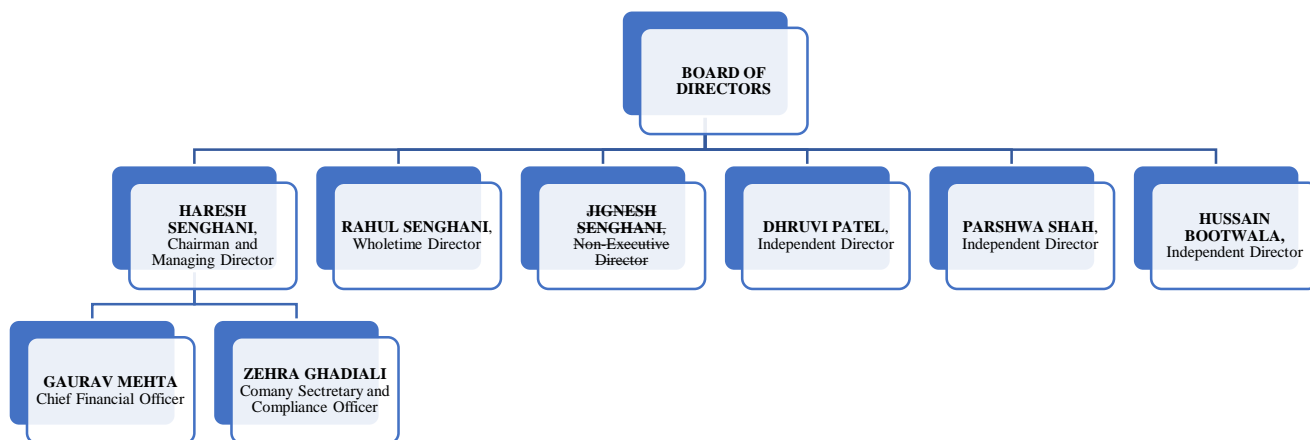 BOARD OF
DIRECTORS
HARESH
SENGHANI,
Chairman and
Managing Director
RAHUL SENGHANI,
Wholetime Director
JIGNESH
SENGHANI,
Non-Executive
Director
DHRUVI PATEL,
Independent Director
PARSHWA SHAH,
Independent Director
HUSSAIN
BOOTWALA,
Independent Director
GAURAV MEHTA
Chief Financial Officer
ZEHRA GHADIALI
Comany Sectretary and
Compliance Officer